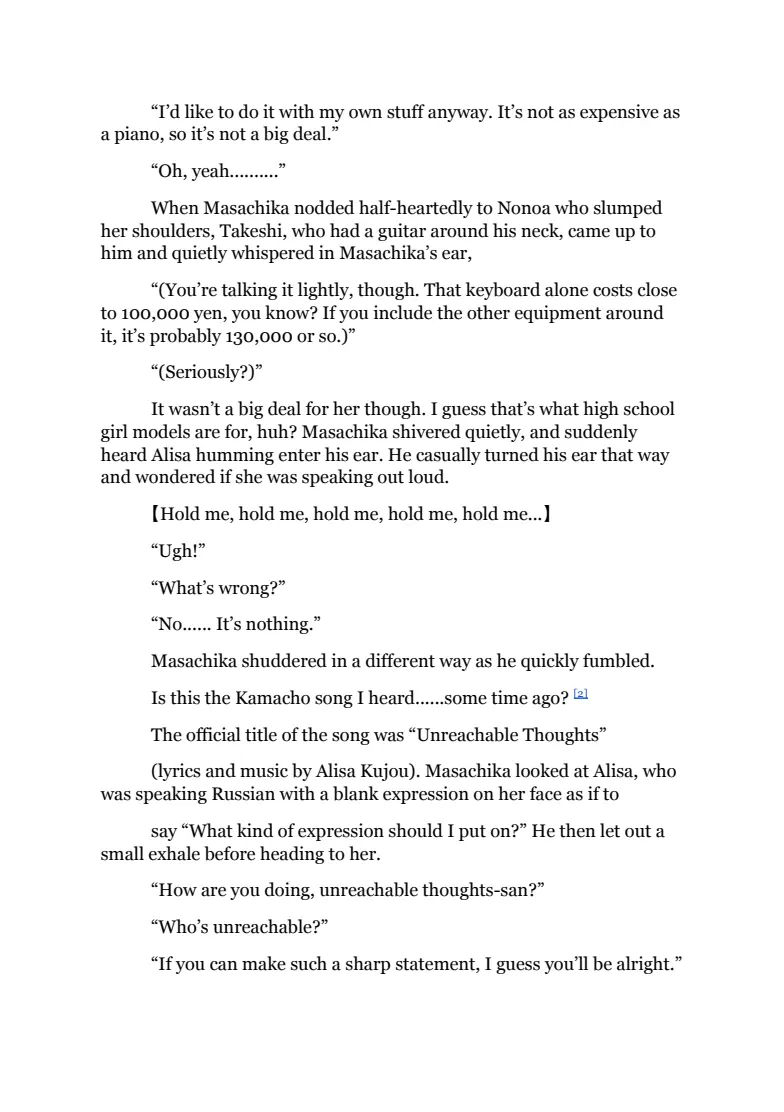 “I’d like to do it with my own stuff anyway. It’s not as expensive as
a piano, so it’s not a big deal.”
“Oh, yeah..........”
When Masachika nodded half-heartedly to Nonoa who slumped
her shoulders, Takeshi, who had a guitar around his neck, came up to
him and quietly whispered in Masachika’s ear,
“(You’re talking it lightly, though. That keyboard alone costs close
to 100,000 yen, you know? If you include the other equipment around
it, it’s probably 130,000 or so.)”
“(Seriously?)”
It wasn’t a big deal for her though. I guess that’s what high school
girl models are for, huh? Masachika shivered quietly, and suddenly
heard Alisa humming enter his ear. He casually turned his ear that way
and wondered if she was speaking out loud.
【Hold me, hold me, hold me, hold me, hold me...】
“Ugh!”
“What’s wrong?”
“No...... It’s nothing.”
Masachika shuddered in a different way as he quickly fumbled.
Is this the Kamacho song I heard......some time ago? [2]
The official title of the song was “Unreachable Thoughts”
(lyrics and music by Alisa Kujou). Masachika looked at Alisa, who
was speaking Russian with a blank expression on her face as if to
say “What kind of expression should I put on?” He then let out a
small exhale before heading to her.
“How are you doing, unreachable thoughts-san?”
“Who’s unreachable?”
“If you can make such a sharp statement, I guess you’ll be alright.”